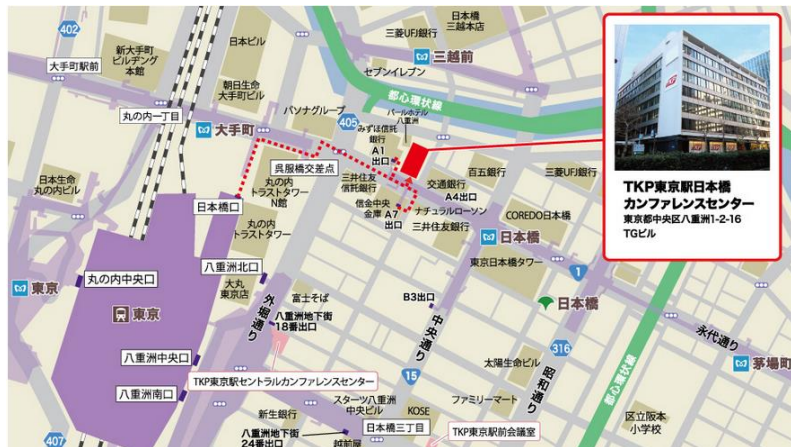 402
新大手町
ビルヂング
本館
日本ビル
大手町駅前
朝日生命
大手町ビル
丸の内一丁目
大手町
パソナグループ
セブンイレブン
三菱UFJ銀行
日本橋
三越本店
三越前
都心環状線
405
パールホテル
八重洲
みずほ信託
銀行
A1
出口
呉服橋交差点
三井住友
信託銀行
信金中央
金庫
A7
出口
交通銀行
A4出口
百五銀行
三菱UFJ銀行
ナチュラルローソン
三井住友銀行
COREDO日本橋
日本橋
東京日本橋タワー
1
日本生命
丸の内ビル
日本橋口
丸の内
トラストタワー
N館
丸の内
トラストタワー
八重洲北口
大丸
東京店
丸の内中央口
東京
東京
外堀通り
富士そば
八重洲地下街
18番出口
八重洲中央口
八重洲南口
TKP東京駅セントラルカンファレンスセンター
B3出口
中央通り
15
日本橋
昭和通り
316
太陽生命ビル
ファミリーマート
永代通り
茅場町
都心環状線
区立阪本
小学校
新生銀行
スターツ八重洲
中央ビル
KOSE
日本橋三丁目
八重洲地下街
24番出口
越前屋
TKP東京駅前会議室
407
TKP東京駅日本橋
カンファレンスセンター
東京都中央区八重洲1-2-16
TGビル